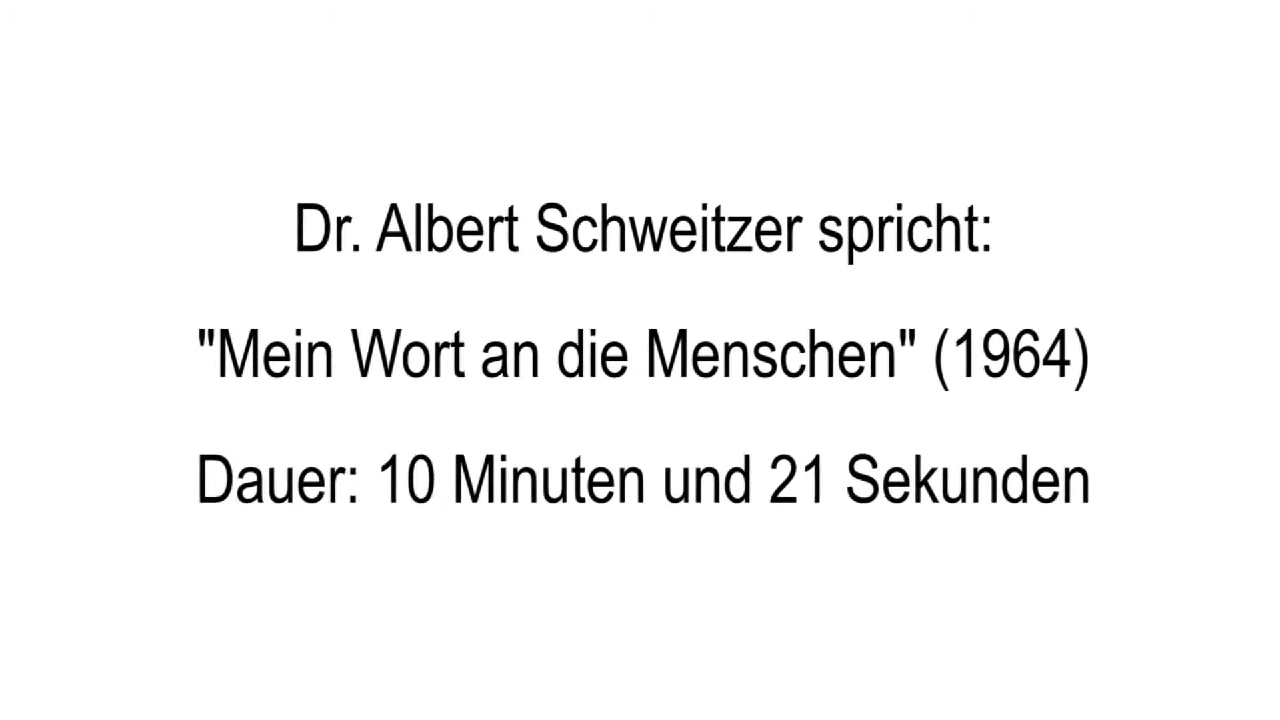 Dr. Albert Schweitzer spricht:
"Mein Wort an die Menschen" (1964)
Dauer: 10 Minuten und 21 Sekunden